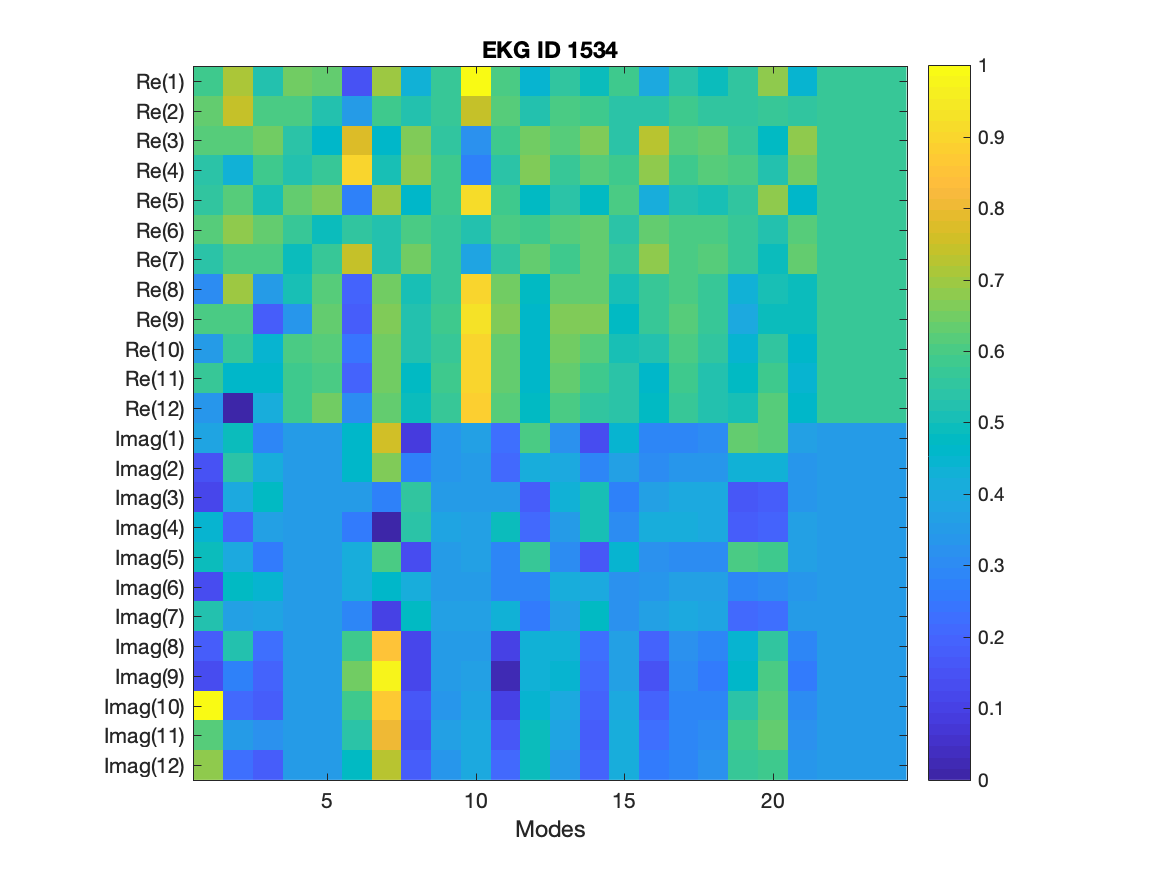 EKG ID 1534
Re(1)
Re(2)
Re(3)
Re(4)
Re(5)
Re(6)
Re(7)
Re(8)
Re(9)
Re(10)
Re(11)
Re(12)
Imag(1)
Imag(2)
Imag(3)
Imag(4)
Imag(5)
Imag(6)
Imag(7)
Imag(8)
Imag(9)
Imag(10)
Imag(11)
Imag(12)
5 10 15 20
Modes
1
0.9
0.8
0.7
0.6
0.5
0.4
0.3
0.2
0.1
0